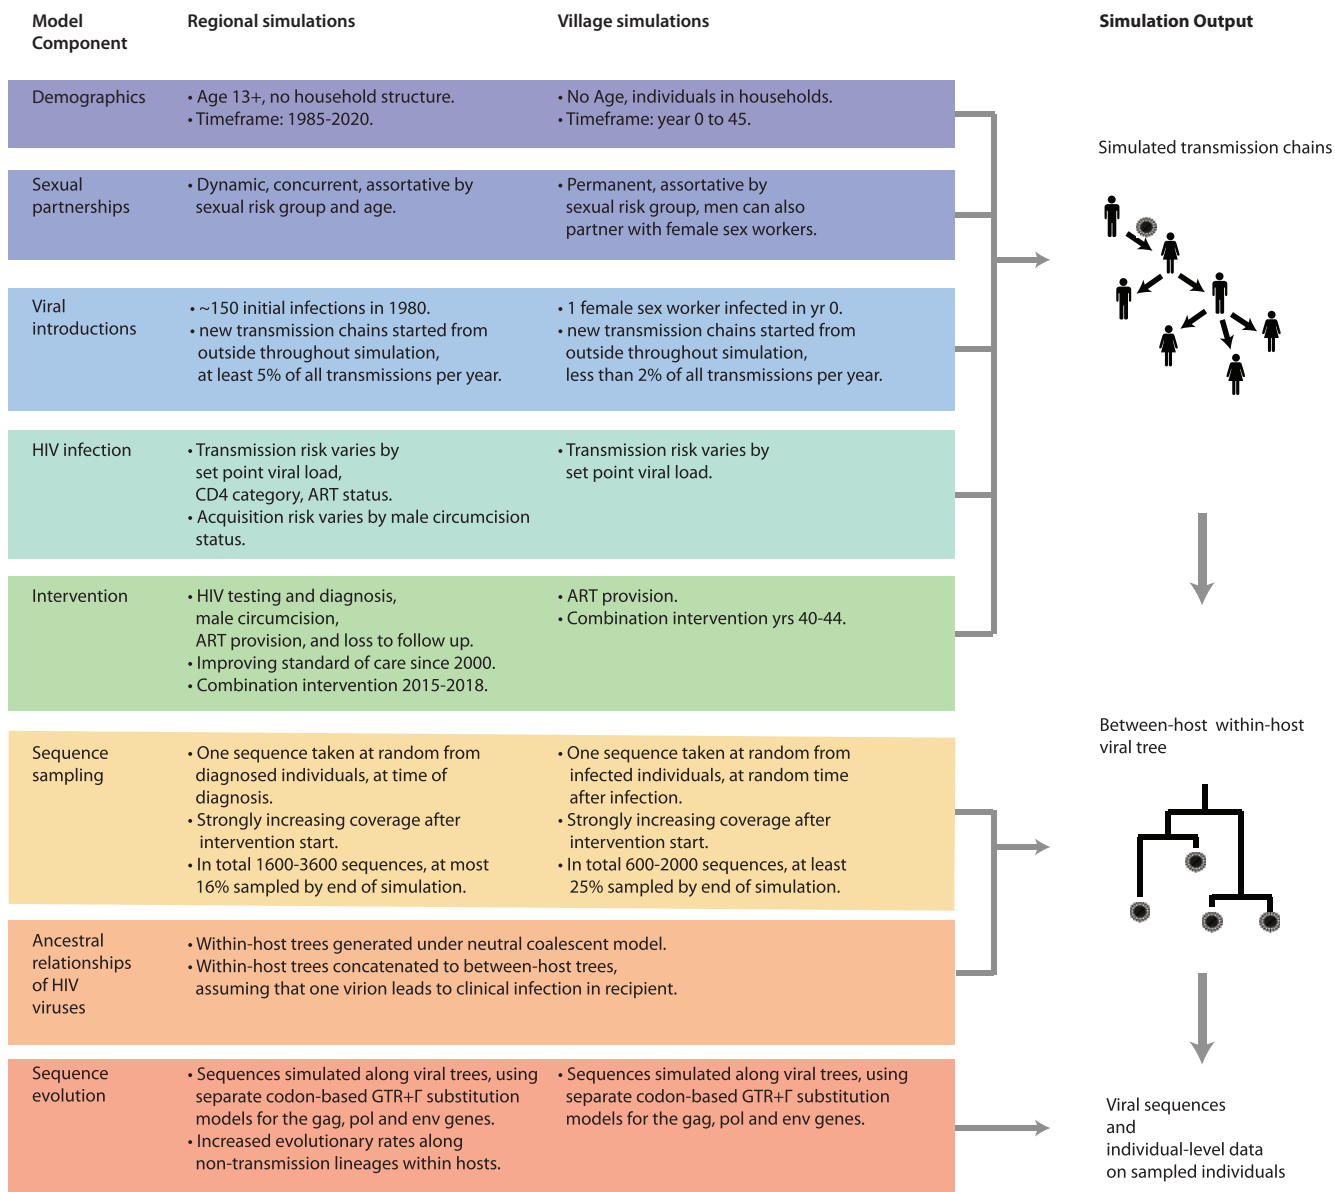 Model
Component
Regional simulations
Village simulations
Simulation Output
Demographics
• Age 13+, no household structure.
• Timeframe: 1985-2020.
• No Age, individuals in households.
• Timeframe: year 0 to 45.
Sexual
partnerships
• Dynamic, concurrent, assortative by
sexual risk group and age.
• Permanent, assortative by
sexual risk group, men can also
partner with female sex workers.
Viral
introductions
• ~150 initial infections in 1980.
• new transmission chains started from
outside throughout simulation,
at least 5% of all transmissions per year.
• 1 female sex worker infected in yr 0.
• new transmission chains started from
outside throughout simulation,
less than 2% of all transmissions per year.
HIV infection
• Transmission risk varies by
set point viral load,
CD4 category, ART status.
• Acquisition risk varies by male circumcision
status.
• Transmission risk varies by
set point viral load.
Intervention
• HIV testing and diagnosis,
male circumcision,
ART provision, and loss to follow up.
• Improving standard of care since 2000.
• Combination intervention 2015-2018.
• ART provision.
• Combination intervention yrs 40-44.
Simulated transmission chains
Sequence
sampling
• One sequence taken at random from
diagnosed individuals, at time of
diagnosis.
• Strongly increasing coverage after
intervention start.
• In total 1600-3600 sequences, at most
16% sampled by end of simulation.
• One sequence taken at random from
infected individuals, at random time
after infection.
• Strongly increasing coverage after
intervention start.
• In total 600-2000 sequences, at least
25% sampled by end of simulation.
Ancestral
relationships
of HIV
viruses
• Within-host trees generated under neutral coalescent model.
• Within-host trees concatenated to between-host trees,
assuming that one virion leads to clinical infection in recipient.
Between-host within-host
viral tree
Sequence
evolution
• Sequences simulated along viral trees, using
separate codon-based GTR+Γ substitution
models for the gag, pol and env genes.
• Increased evolutionary rates along
non-transmission lineages within hosts.
• Sequences simulated along viral trees, using
separate codon-based GTR+Γ substitution
models for the gag, pol and env genes.
Viral sequences
and
individual-level data
on sampled individuals